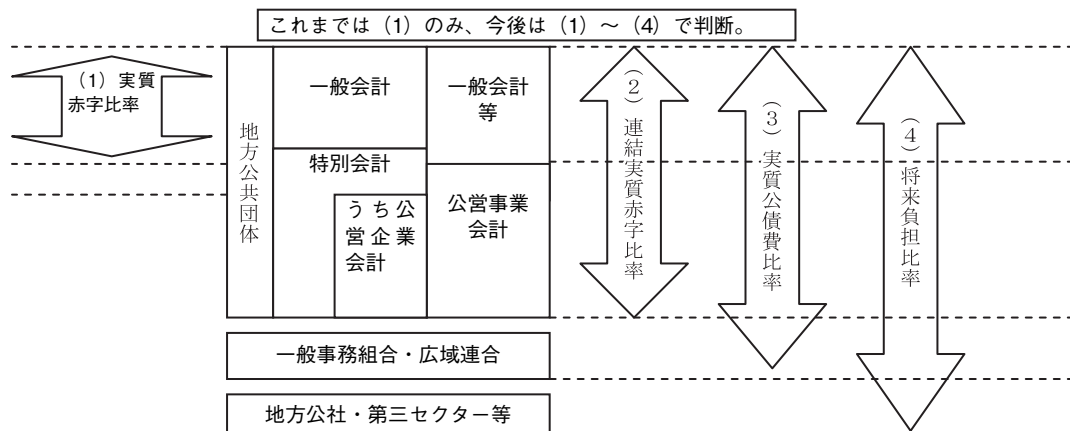 これまでは（1）のみ、今後は（1）～（4）で判断。
（1）実質
赤字比率
地方公共団体
一般会計
特別会計
うち公
営企業
会計
一般会計
等
公営事業
会計
（2）連結実質赤字比率
（3）実質公債費比率
（4）将来負担比率
一般事務組合・広域連合
地方公社・第三セクター等